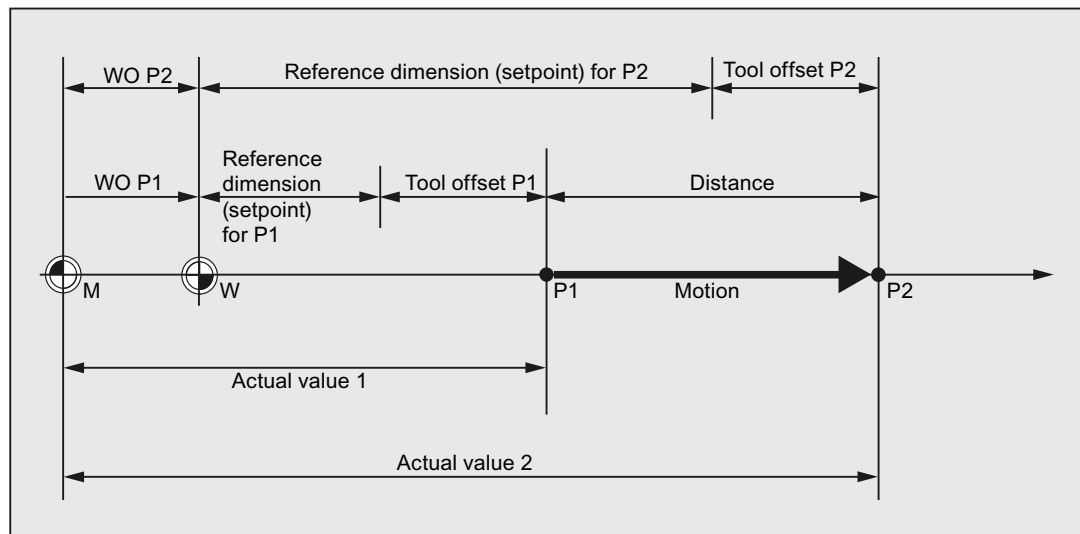 WO P2
Reference dimension (setpoint) for P2
Tool offset P2
WO P1
Reference
dimension
(setpoint)
for P1
Tool offset P1
Distance
M
W
P1
Motion
P2
Actual value 1
Actual value 2